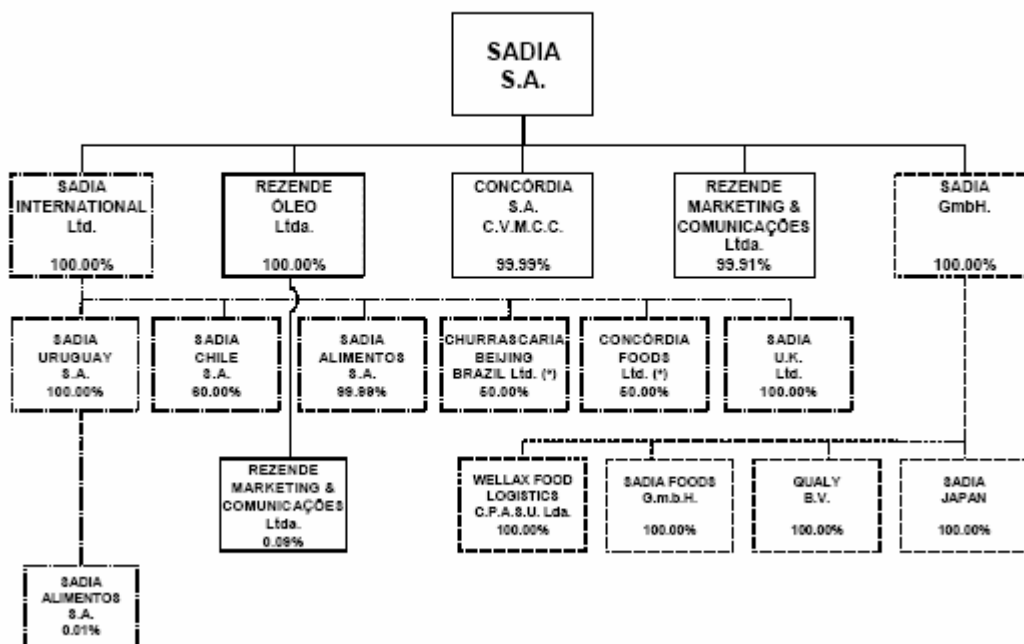 SADIA
S.A.
SADIA
INTERNATIONAL
Ltd.
100.00%
REZENDE
ÓLEO
Ltda.
100.00%
CONCÓRDIA
S.A.
C.V.M.C.C.
99.99%
REZENDE
MARKETING &
COMUNICAÇÕES
Ltda.
99.91%
SADIA
GmbH.
100.00%
SADIA
URUGUAY
S.A.
100.00%
SADIA
CHILE
S.A.
60.00%
SADIA
ALIMENTOS
S.A.
99.99%
CHURRASCARIA
BEIJING
BRAZIL Ltd. (*)
50.00%
CONCÓRDIA
FOODS
Ltd. (*)
50.00%
SADIA
U.K.
Ltd.
100.00%
REZENDE
MARKETING &
COMUNICAÇÕES
Ltda.
0.09%
WELLAX FOOD
LOGISTICS
C.P.A.S.U. Lda.
100.00%
SADIA FOODS
G.m.b.H.
100.00%
QUALY
B.V.
100.00%
SADIA
JAPAN
100.00%
SADIA
ALIMENTOS
S.A.
0.01%